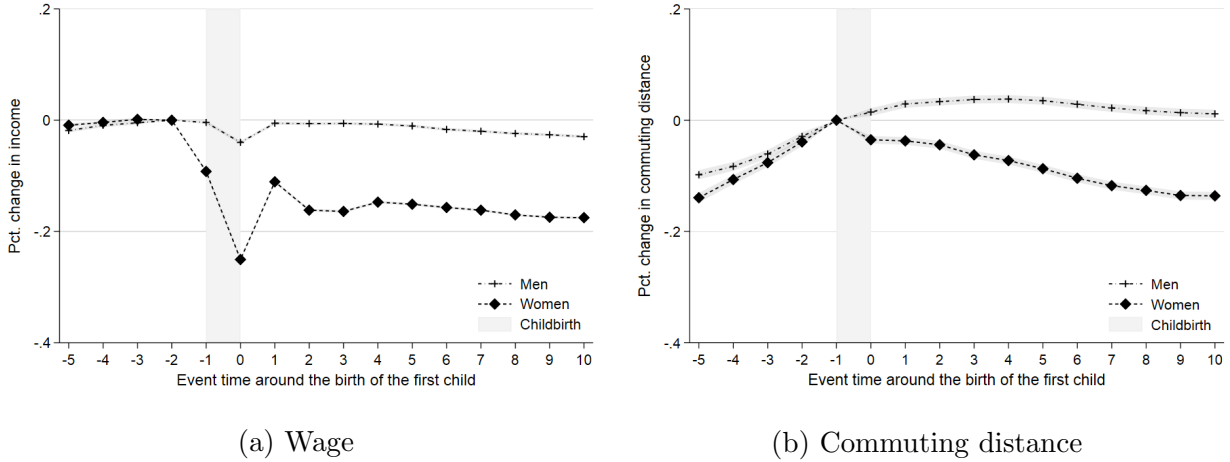 .2
0
-.2
-.4
Pct. change in income
Men
Women
Childbirth
-5 -4 -3 -2 -1 0 1 2 3 4 5 6 7 8 9 10
Event time around the birth of the first child
(a) Wage
.2
0
-.2
-.4
Pct. change in commuting distance
Men
Women
Childbirth
-5 -4 -3 -2 -1 0 1 2 3 4 5 6 7 8 9 10
Event time around the birth of the first child
(b) Commuting distance